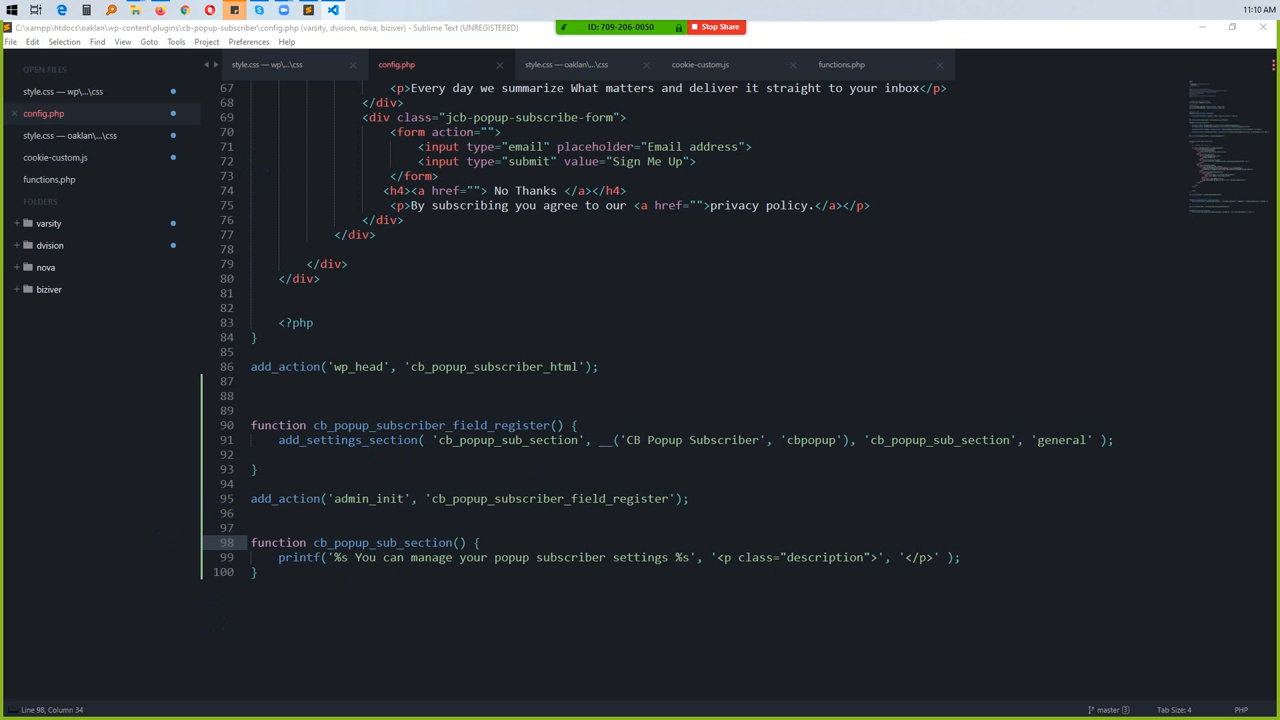 11:10 AM
C:\xampp\htdocs\oaklan\wp-content\plugins\cb-popup-subscriber\config.php (varsity, dvision, nova, biziver) - Sublime Text (UNREGISTERED)
ID: 709-206-0050
Stop Share
File Edit Selection Find View Goto Tools Project Preferences Help
OPEN FILES
style.css — wp\...\css
config.php
style.css — oaklan\...\css
cookie-custom.js
functions.php
FOLDERS
varsity
dvision
nova
biziver
style.css — wp\...\css config.php style.css — oaklan\...\css cookie-custom.js functions.php
67 <p>Every day we summarize What matters and deliver it straight to your inbox</p>
68 </div>
69 <div class="jcb-popup-subscribe-form">
70 <form action="">
71 <input type="email" placeholder="Email address">
72 <input type="submit" value="Sign Me Up">
73 </form>
74 <h4><a href=""> No Thanks </a></h4>
75 <p>By subscribing you agree to our <a href="">privacy policy.</a></p>
76 </div>
77 </div>
78
79 </div>
80 </div>
81
82
83 <?php
84 }
85
86 add_action('wp_head', 'cb_popup_subscriber_html');
87
88
89
90 function cb_popup_subscriber_field_register() {
91 add_settings_section( 'cb_popup_sub_section', __('CB Popup Subscriber', 'cbpopup'), 'cb_popup_sub_section', 'general' );
92
93 }
94
95 add_action('admin_init', 'cb_popup_subscriber_field_register');
96
97
98 function cb_popup_sub_section() {
99 printf('%s You can manage your popup subscriber settings %s', '<p class="description">', '</p>' );
100 }
Line 98, Column 34
master 3
Tab Size: 4
PHP